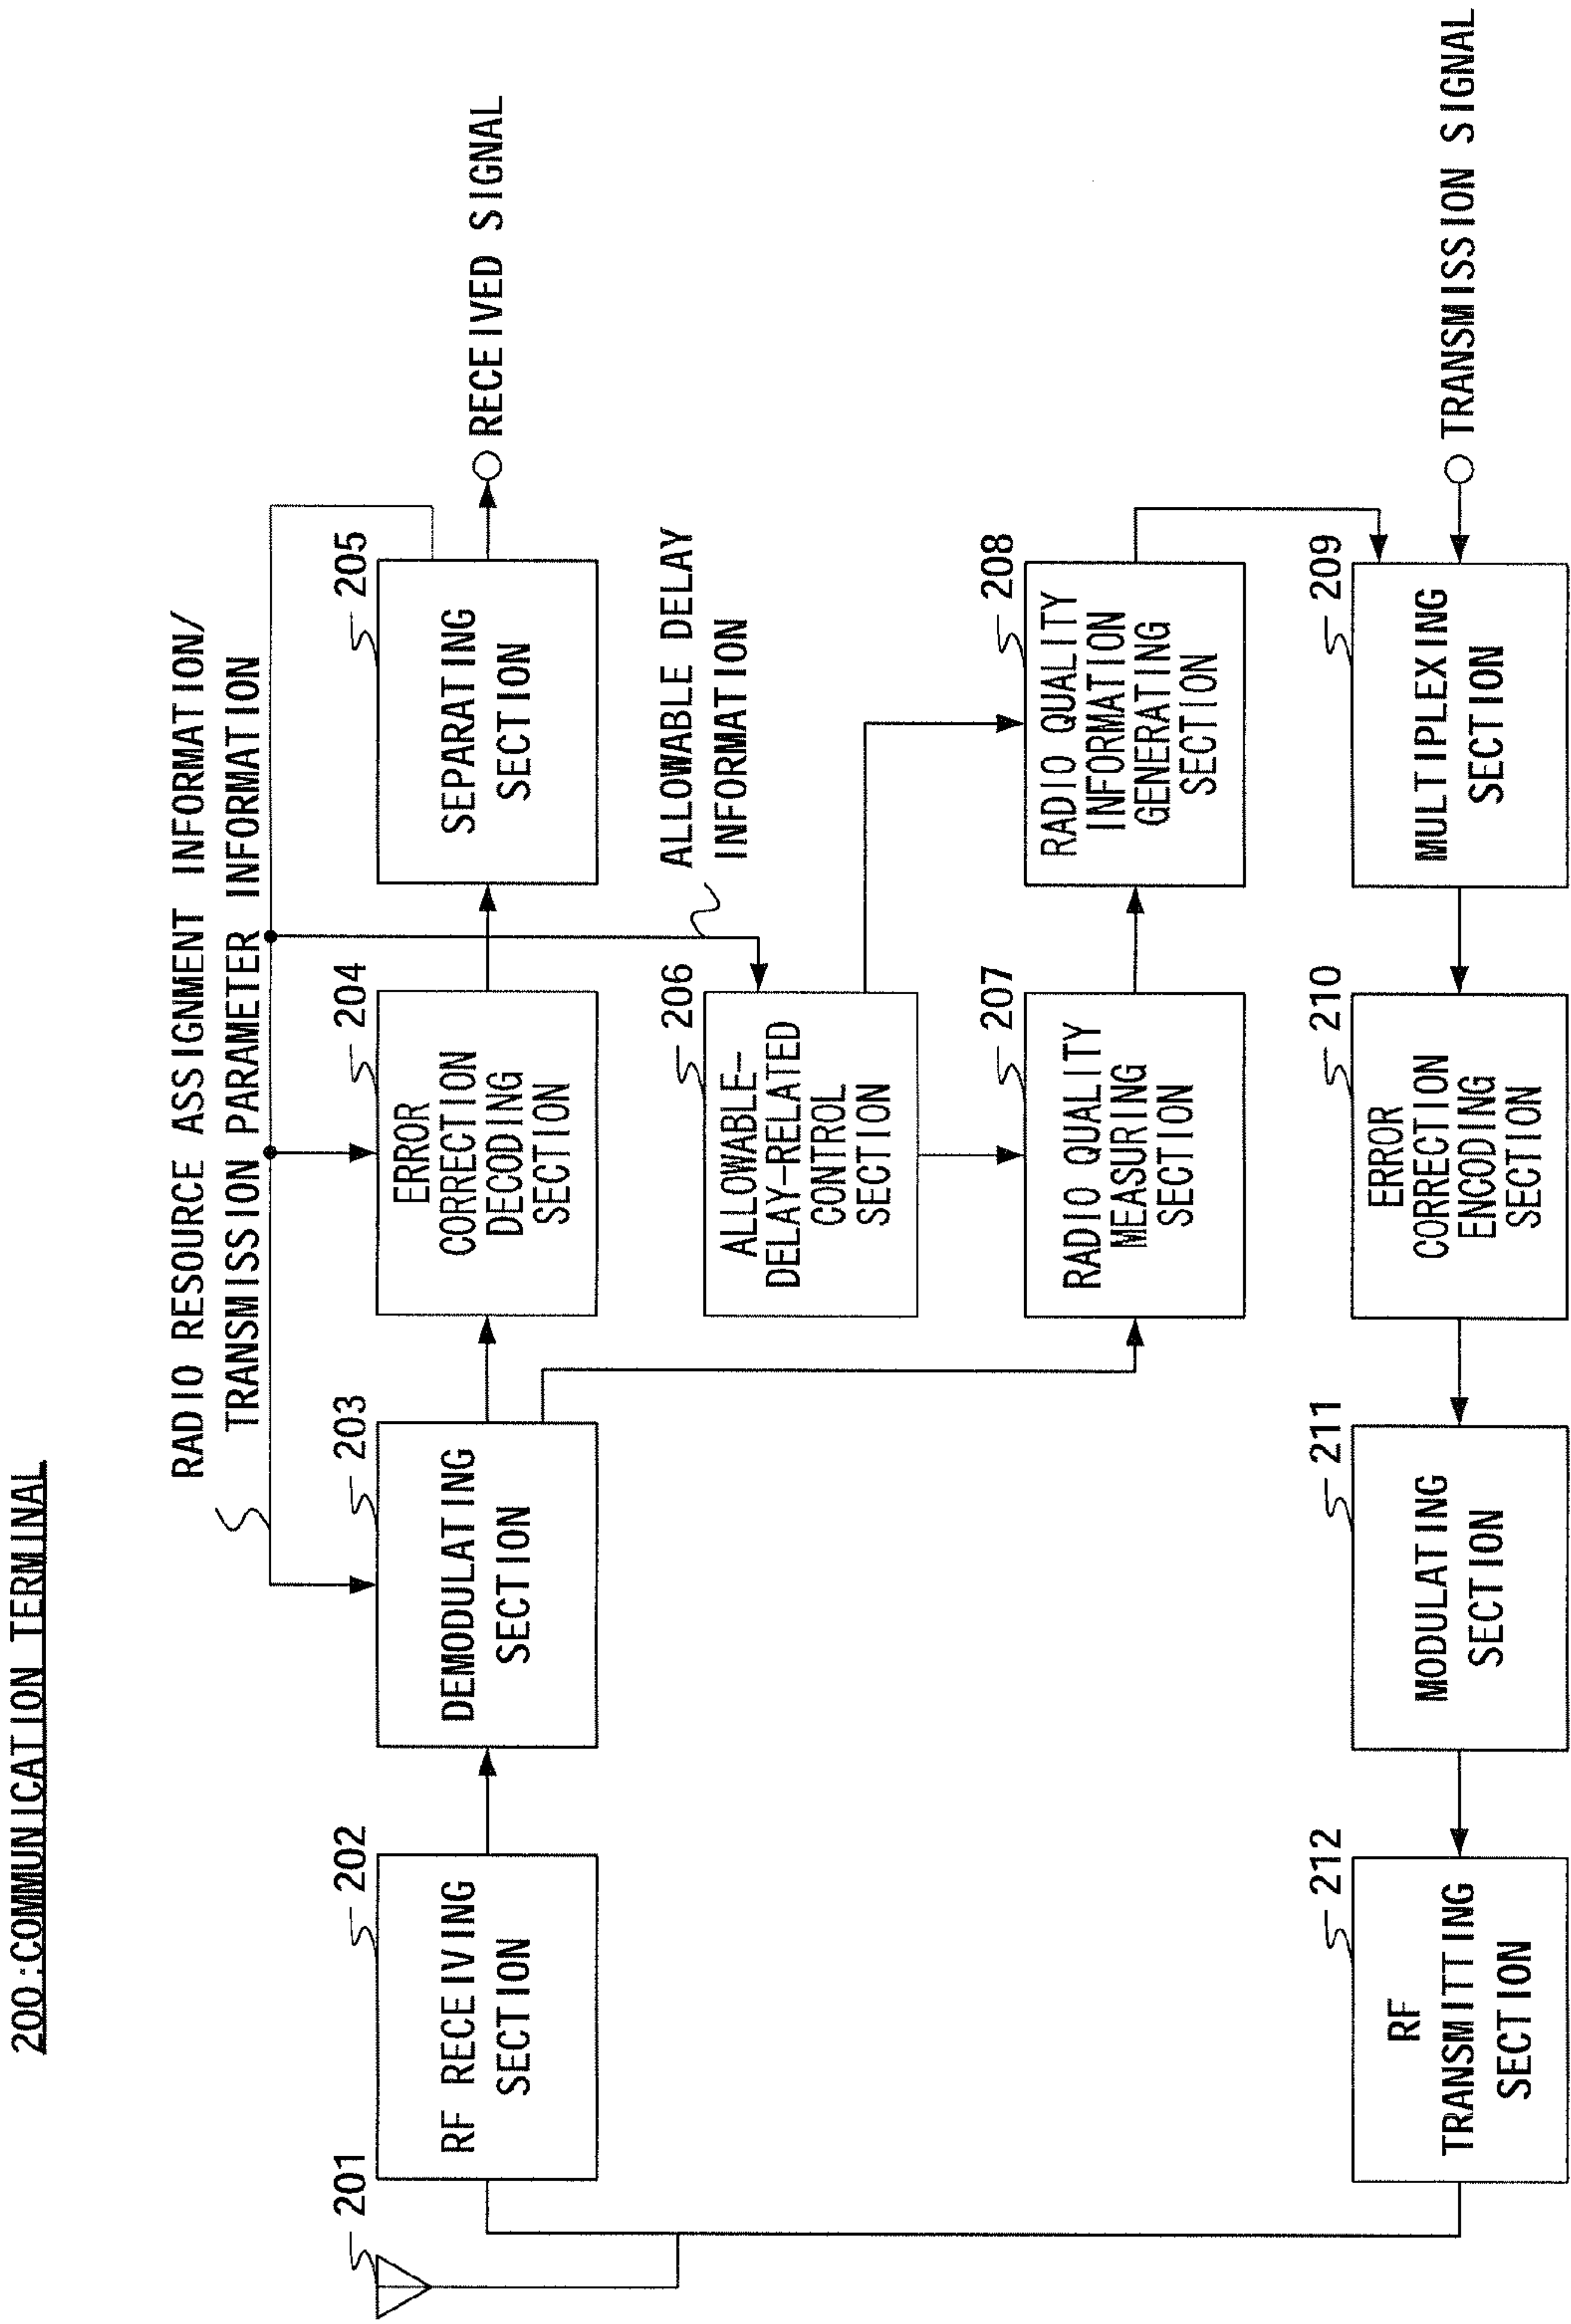 200:COMMUNICATION TERMINAL
RADIO RESOURCE ASSIGNMENT INFORMATION/
TRANSMISSION PARAMETER INFORMATION
201
202
RF RECEIVING
SECTION
203
DEMODULATING
SECTION
204
ERROR
CORRECTION
DECODING
SECTION
205
SEPARATING
SECTION
RECEIVED SIGNAL
ALLOWABLE DELAY
INFORMATION
206
ALLOWABLE-
DELAY-RELATED
CONTROL
SECTION
207
RADIO QUALITY
MEASURING
SECTION
208
RADIO QUALITY
INFORMATION
GENERATING
SECTION
212
RF
TRANSMITTING
SECTION
211
MODULATING
SECTION
210
ERROR
CORRECTION
ENCODING
SECTION
209
MULTIPLEXING
SECTION
TRANSMISSION SIGNAL